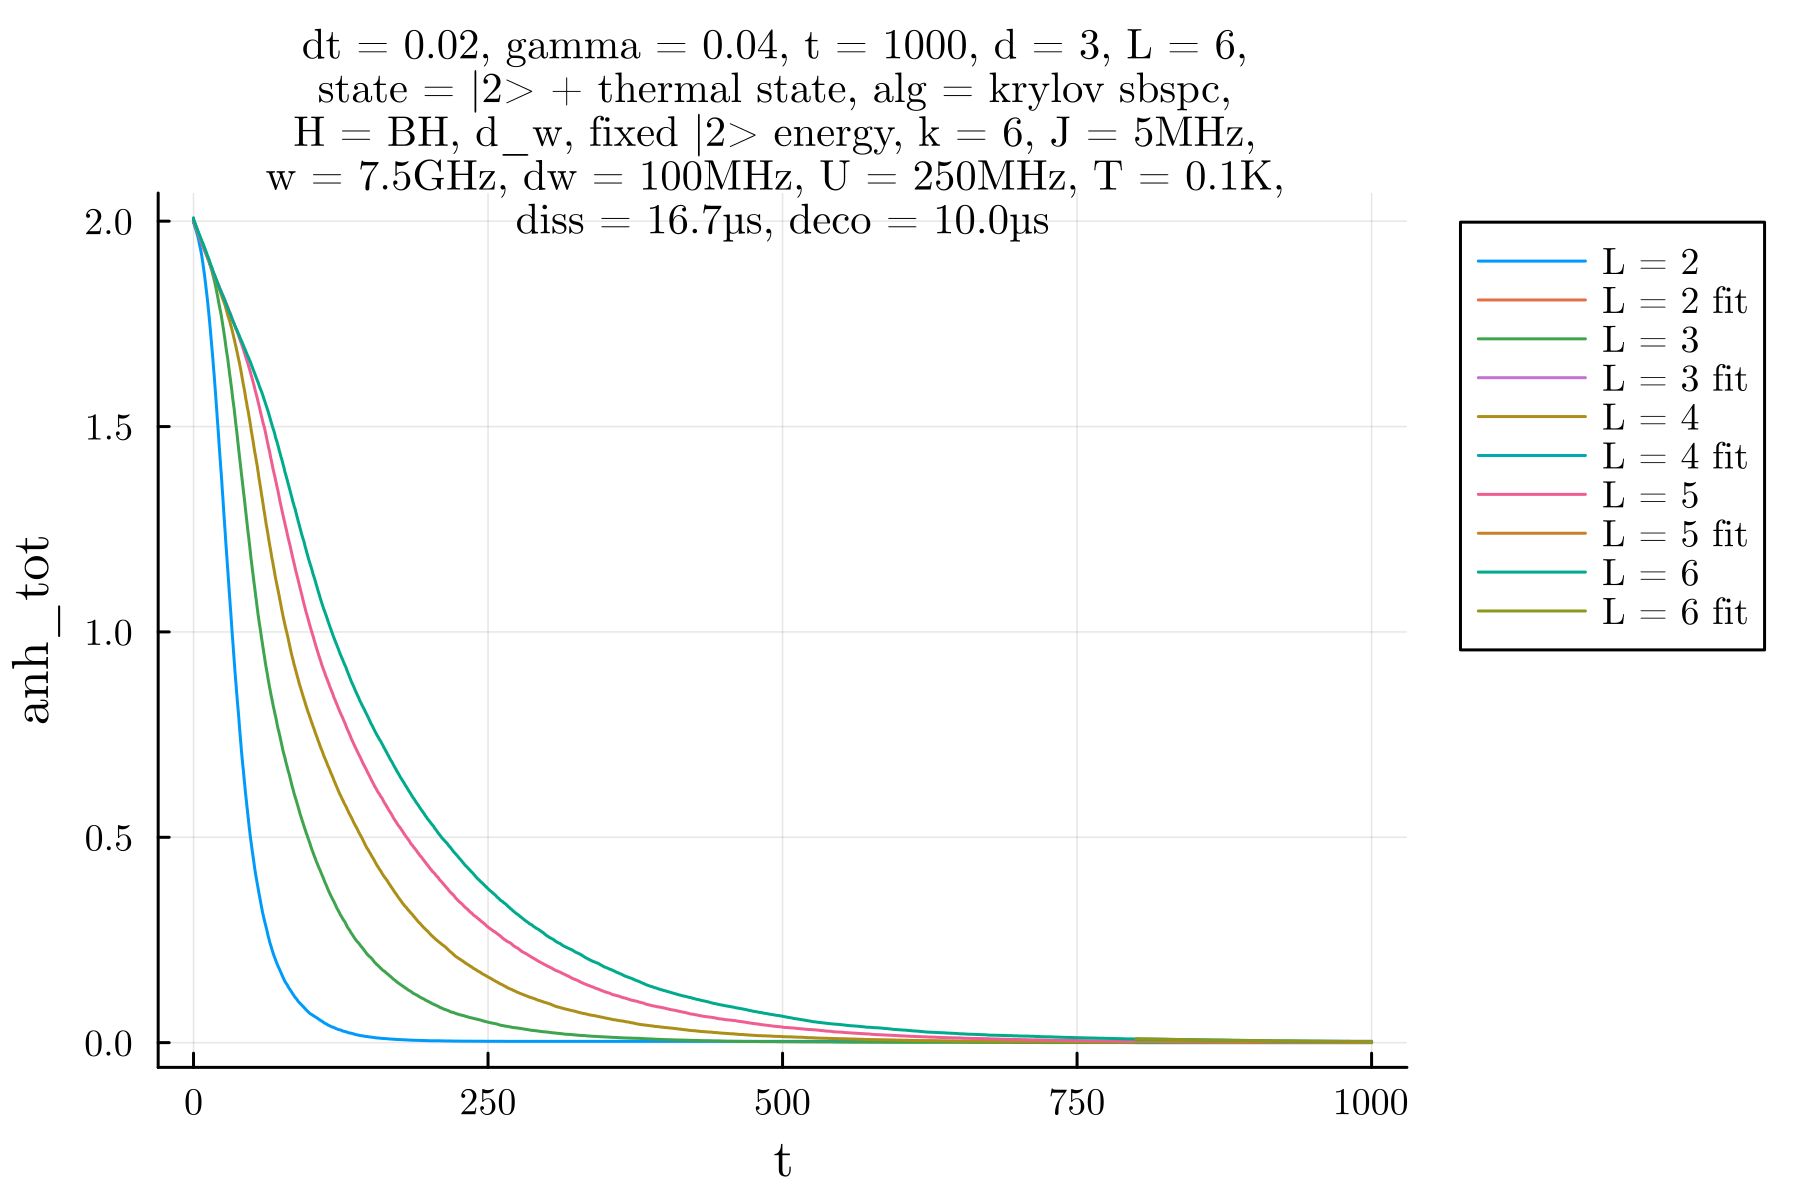 dt = 0.02, gamma = 0.04, t = 1000, d = 3, L = 6,
state = |2> + thermal state, alg = krylov sbspc,
H = BH, d_w, fixed |2> energy, k = 6, J = 5MHz,
w = 7.5GHz, dw = 100MHz, U = 250MHz, T = 0.1K,
diss = 16.7µs, deco = 10.0µs
anh_tot
2.0
1.5
1.0
0.5
0.0
0
250
500
750
1000
t
L = 2
L = 2 fit
L = 3
L = 3 fit
L = 4
L = 4 fit
L = 5
L = 5 fit
L = 6
L = 6 fit